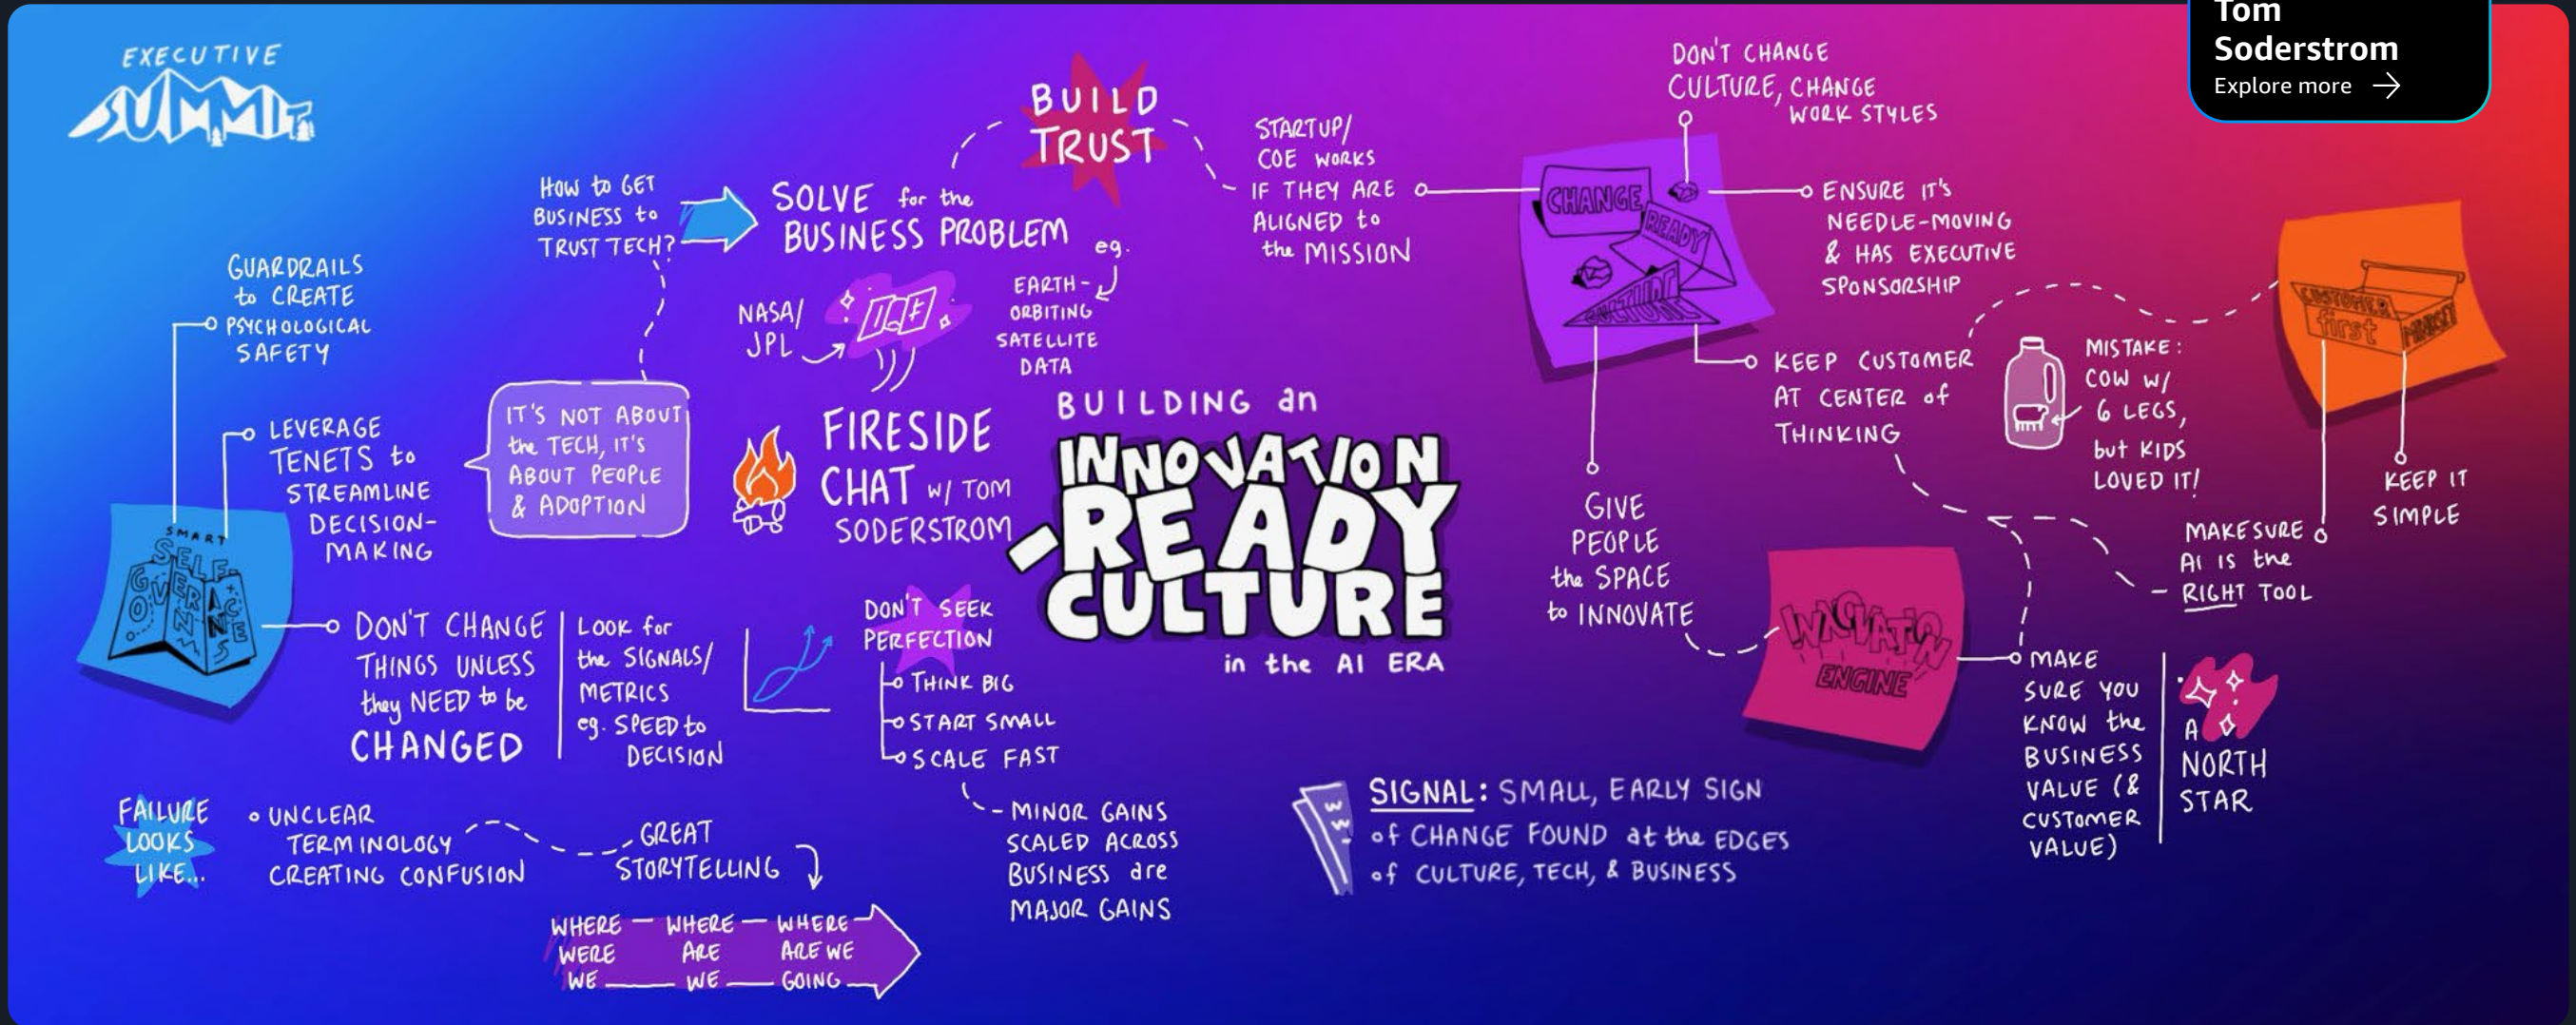 EXECUTIVE
SUMMIT
Tom
Soderstrom
Explore more
GUARDRAILS
to CREATE
PSYCHOLOGICAL
SAFETY
LEVERAGE
TENETS to
STREAMLINE
DECISION-
MAKING
SMART
SELF
GOVERNANCE
DON'T CHANGE
THINGS UNLESS
they NEED to be
CHANGED
LOOK for
the SIGNALS/
METRICS
eg. SPEED to
DECISION
FAILURE
LOOKS
LIKE...
UNCLEAR
TERMINOLOGY
CREATING CONFUSION
GREAT
STORYTELLING
WHERE — WHERE — WHERE
WERE ARE ARE WE
WE — WE — GOING
HOW to GET
BUSINESS to
TRUST TECH?
IT'S NOT ABOUT
the TECH, IT'S
ABOUT PEOPLE
& ADOPTION
SOLVE for the
BUSINESS PROBLEM
eg.
EARTH-
ORBITING
SATELLITE
DATA
NASA/
JPL
BUILD
TRUST
FIRESIDE
CHAT w/ TOM
SODERSTROM
BUILDING an
INNOVATION
-READY
CULTURE
in the AI ERA
DON'T SEEK
PERFECTION
THINK BIG
START SMALL
SCALE FAST
MINOR GAINS
SCALED ACROSS
BUSINESS are
MAJOR GAINS
STARTUP/
COE WORKS
IF THEY ARE
ALIGNED to
the MISSION
CHANGE
READY
CULTURE
DON'T CHANGE
CULTURE, CHANGE
WORK STYLES
ENSURE IT'S
NEEDLE-MOVING
& HAS EXECUTIVE
SPONSORSHIP
KEEP CUSTOMER
AT CENTER of
THINKING
GIVE
PEOPLE
the SPACE
to INNOVATE
MISTAKE:
COW w/
6 LEGS,
but KIDS
LOVED IT!
CUSTOMER
first
MINDSET
KEEP IT
SIMPLE
MAKE SURE
AI IS the
RIGHT TOOL
INNOVATION
ENGINE
MAKE
SURE YOU
KNOW the
BUSINESS
VALUE (&
CUSTOMER
VALUE)
A
NORTH
STAR
SIGNAL: SMALL, EARLY SIGN
of CHANGE FOUND at the EDGES
of CULTURE, TECH, & BUSINESS